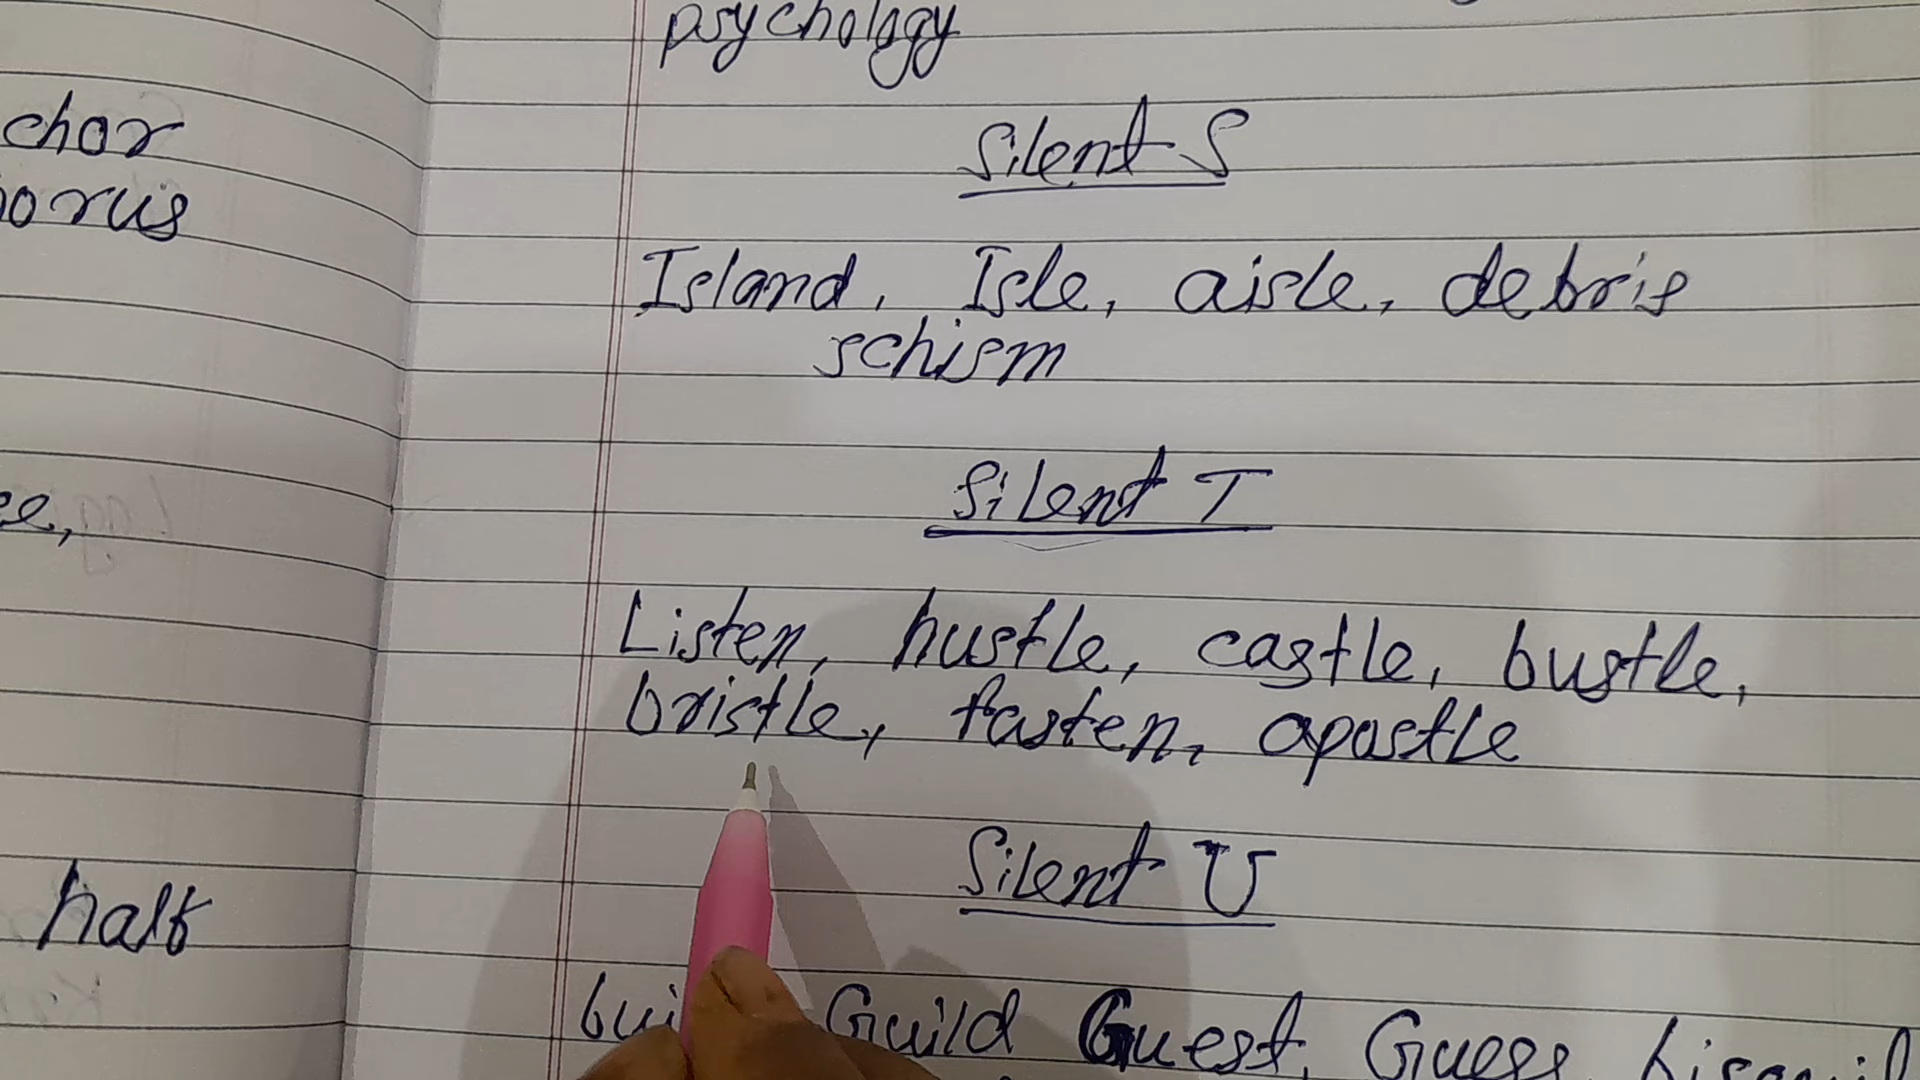 chor
orus
half
psychology
Silent S
Island, Isle, aisle, debris
schism
Silent T
Listen, hustle, castle, bustle,
bristle, fasten, apostle
Silent U
Guild Guest, Guess,